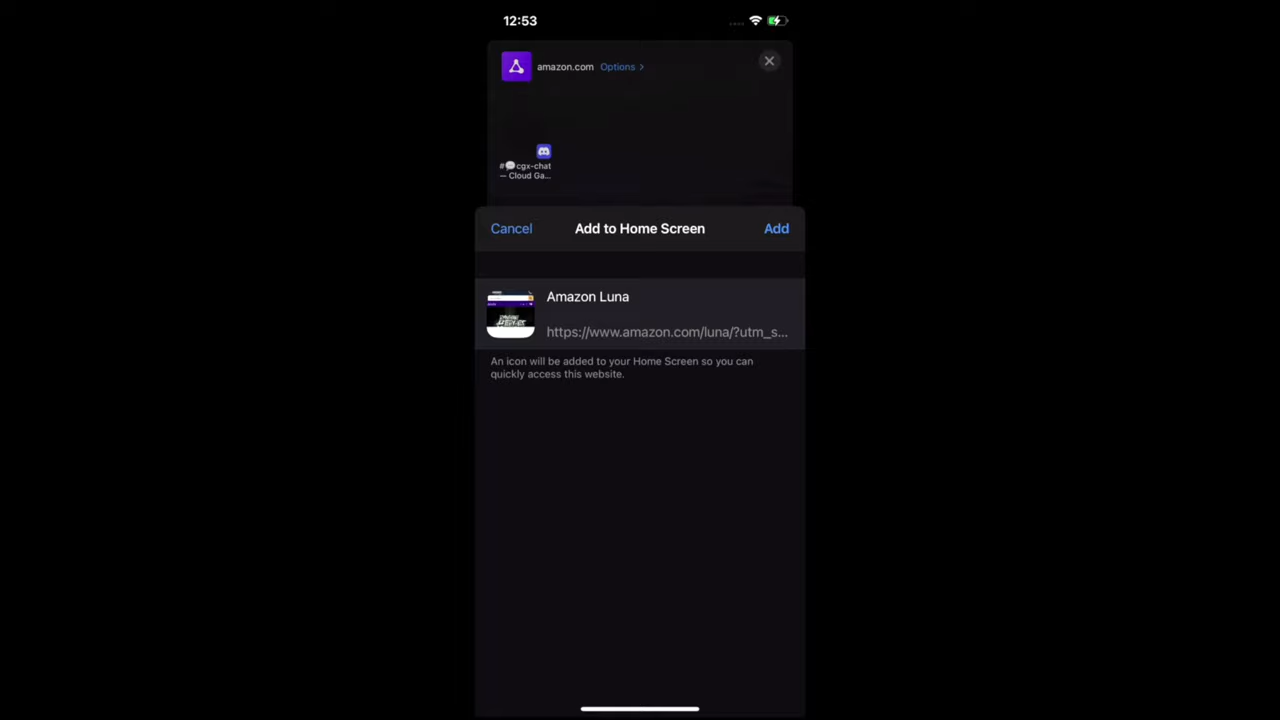 12:53
amazon.com Options >
#💬cgx-chat
— Cloud Ga...
Cancel Add to Home Screen Add
Amazon Luna
https://www.amazon.com/luna/?utm_s...
An icon will be added to your Home Screen so you can
quickly access this website.